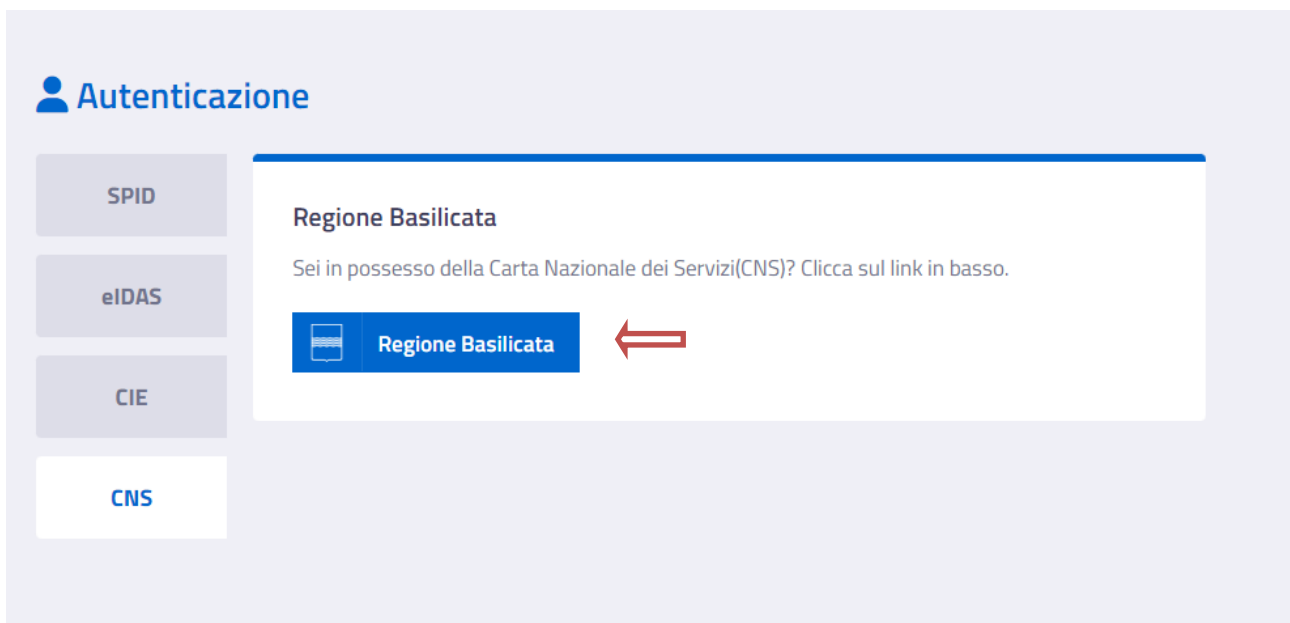 Autenticazione
SPID
eIDAS
CIE
CNS
Regione Basilicata
Sei in possesso della Carta Nazionale dei Servizi(CNS)? Clicca sul link in basso.
Regione Basilicata